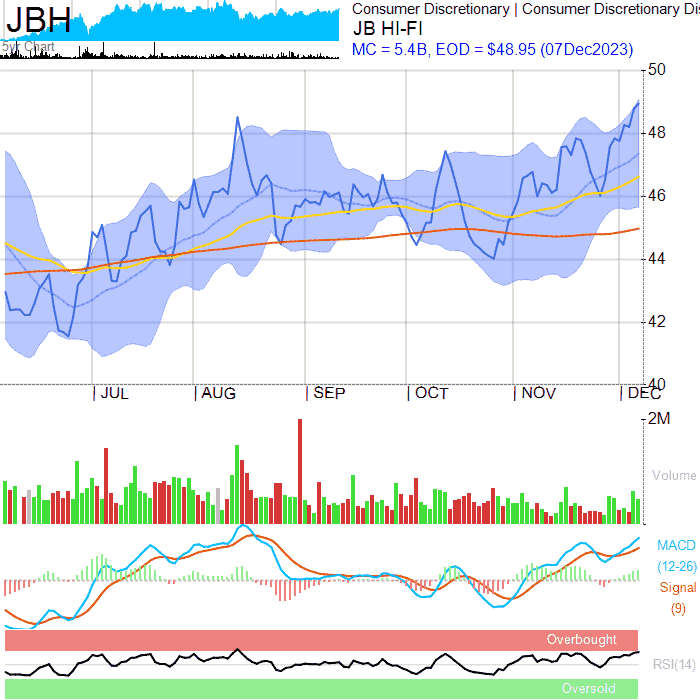 JBH
5yr Chart
Consumer Discretionary | Consumer Discretionary Dis
JB HI-FI
MC = 5.4B, EOD = $48.95 (07Dec2023)
50
48
46
44
42
40
JUL AUG SEP OCT NOV DEC
2M
Volume
MACD
(12-26)
Signal
(9)
Overbought
RSI(14)
Oversold